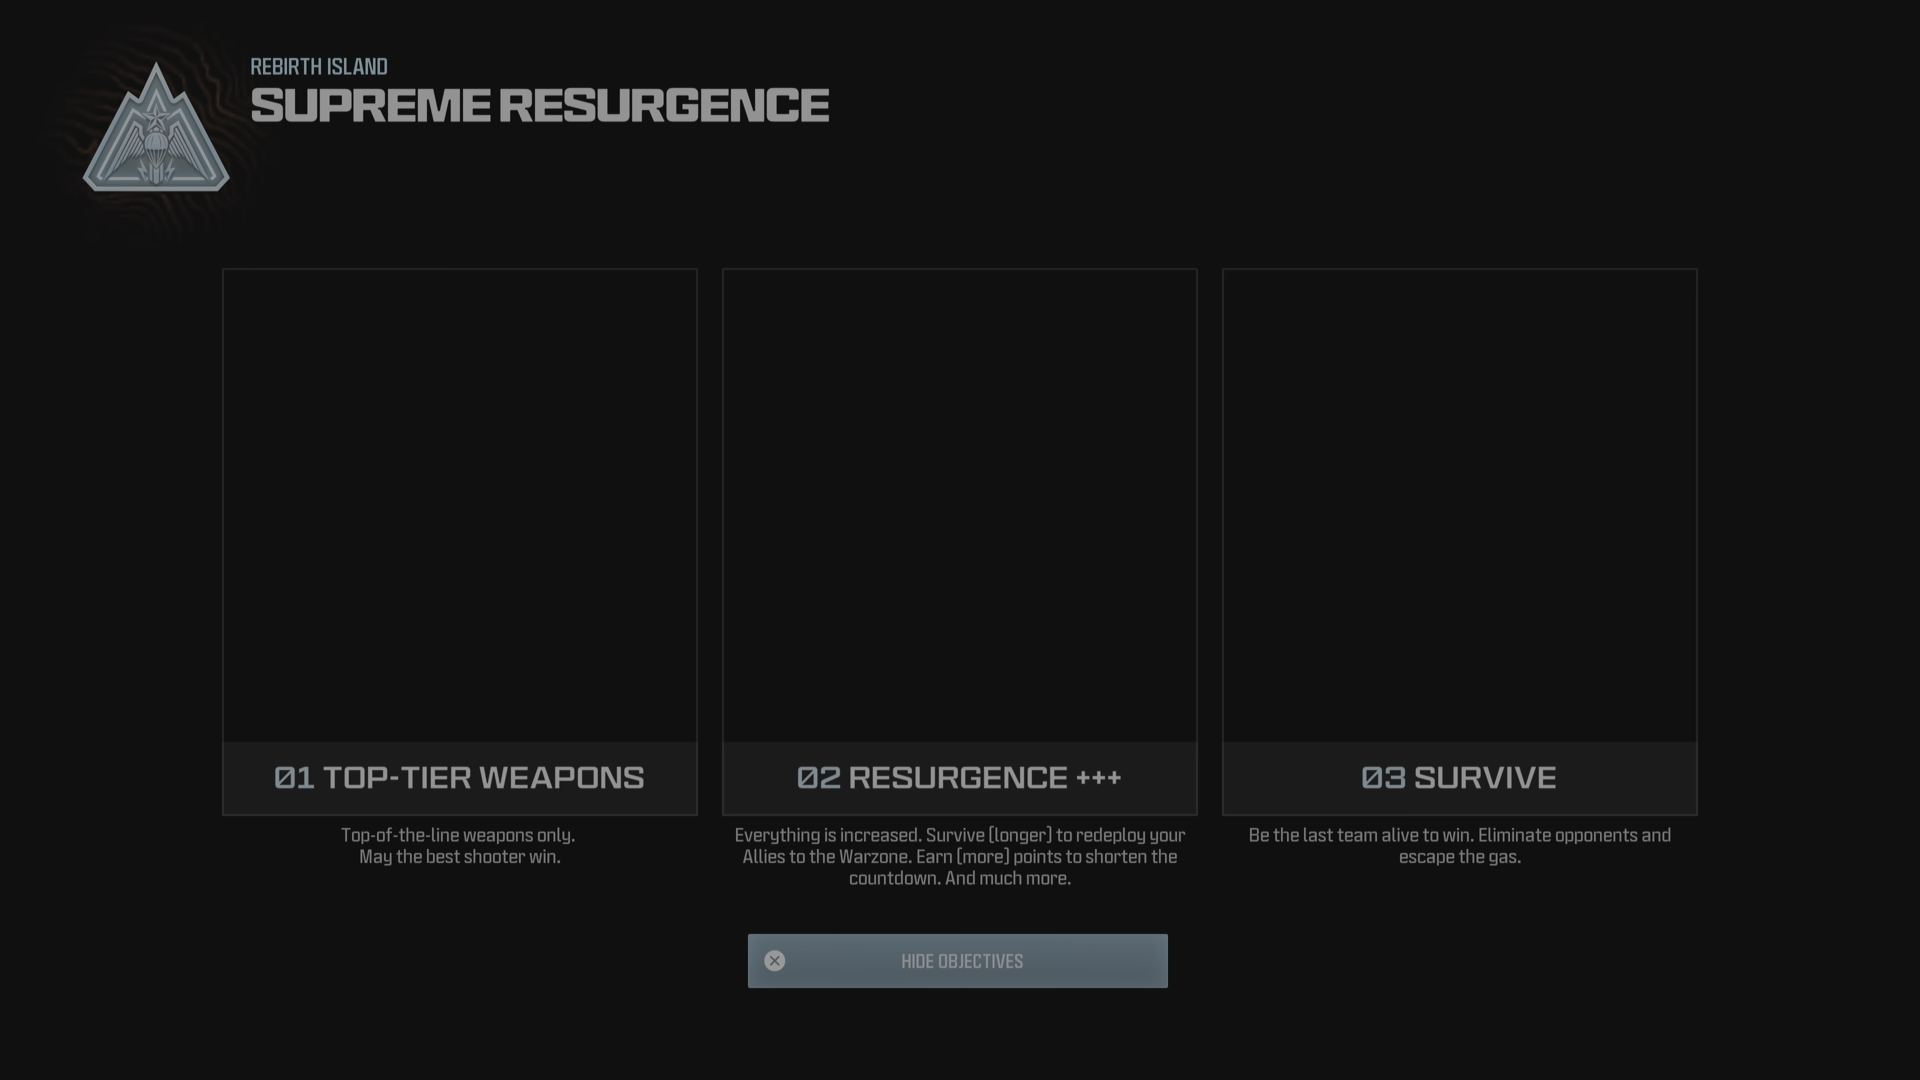 REBIRTH ISLAND
SUPREME RESURGENCE
01 TOP-TIER WEAPONS
Top-of-the-line weapons only.
May the best shooter win.
02 RESURGENCE +++
Everything is increased. Survive (longer) to redeploy your
Allies to the Warzone. Earn (more) points to shorten the
countdown. And much more.
03 SURVIVE
Be the last team alive to win. Eliminate opponents and
escape the gas.
HIDE OBJECTIVES